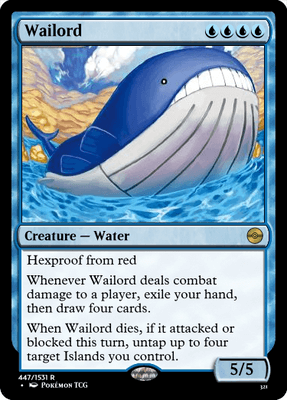 Wailord
Creature — Water
Hexproof from red
Whenever Wailord deals combat
damage to a player, exile your hand,
then draw four cards.
When Wailord dies, if it attacked or
blocked this turn, untap up to four
target Islands you control.
5/5
447/1531 R
• Pokémon TCG